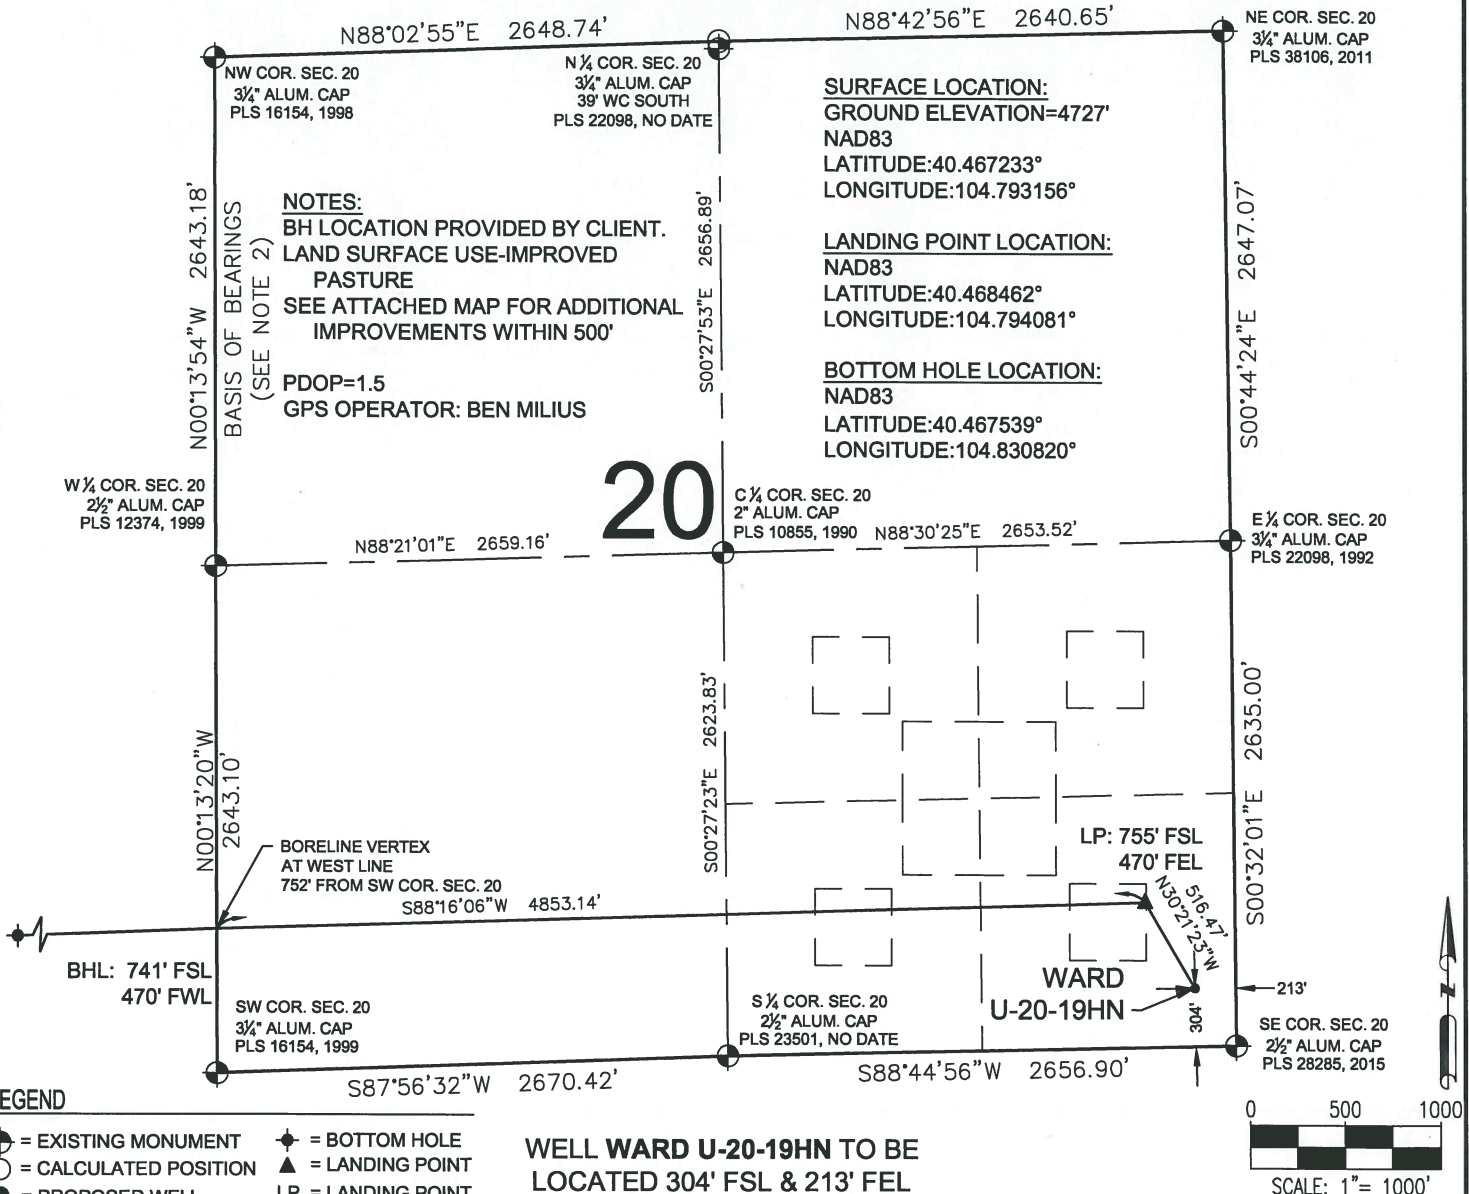 N88°02'55"E 2648.74'
N88°42'56"E 2640.65'
NE COR. SEC. 20
3¼" ALUM. CAP
PLS 38106, 2011
NW COR. SEC. 20
3¼" ALUM. CAP
PLS 16154, 1998
N ¼ COR. SEC. 20
3¼" ALUM. CAP
39' WC SOUTH
PLS 22098, NO DATE
SURFACE LOCATION:
GROUND ELEVATION=4727'
NAD83
LATITUDE:40.467233°
LONGITUDE:104.793156°
LANDING POINT LOCATION:
NAD83
LATITUDE:40.468462°
LONGITUDE:104.794081°
BOTTOM HOLE LOCATION:
NAD83
LATITUDE:40.467539°
LONGITUDE:104.830820°
NOTES:
BH LOCATION PROVIDED BY CLIENT.
LAND SURFACE USE-IMPROVED
PASTURE
SEE ATTACHED MAP FOR ADDITIONAL
IMPROVEMENTS WITHIN 500'
PDOP=1.5
GPS OPERATOR: BEN MILIUS
N00°13'54"W 2643.18'
BASIS OF BEARINGS
(SEE NOTE 2)
S00°27'53"E 2656.89'
S00°44'24"E 2647.07'
W ¼ COR. SEC. 20
2½" ALUM. CAP
PLS 12374, 1999
20
C ¼ COR. SEC. 20
2" ALUM. CAP
PLS 10855, 1990
E ¼ COR. SEC. 20
3¼" ALUM. CAP
PLS 22098, 1992
N88°21'01"E 2659.16'
N88°30'25"E 2653.52'
N00°13'20"W
2643.10'
S00°27'23"E 2623.83'
S00°32'01"E 2635.00'
BORELINE VERTEX
AT WEST LINE
752' FROM SW COR. SEC. 20
S88°16'06"W 4853.14'
LP: 755' FSL
470' FEL
516.47'
N30°21'23"W
BHL: 741' FSL
470' FWL
WARD
U-20-19HN
304'
213'
SW COR. SEC. 20
3¼" ALUM. CAP
PLS 16154, 1999
S ¼ COR. SEC. 20
2½" ALUM. CAP
PLS 23501, NO DATE
SE COR. SEC. 20
2½" ALUM. CAP
PLS 28285, 2015
S87°56'32"W 2670.42'
S88°44'56"W 2656.90'
N
EGEND
= EXISTING MONUMENT
= CALCULATED POSITION
= PROPOSED WELL
= BOTTOM HOLE
= LANDING POINT
LP = LANDING POINT
WELL WARD U-20-19HN TO BE
LOCATED 304' FSL & 213' FEL
0 500 1000
SCALE: 1"= 1000'